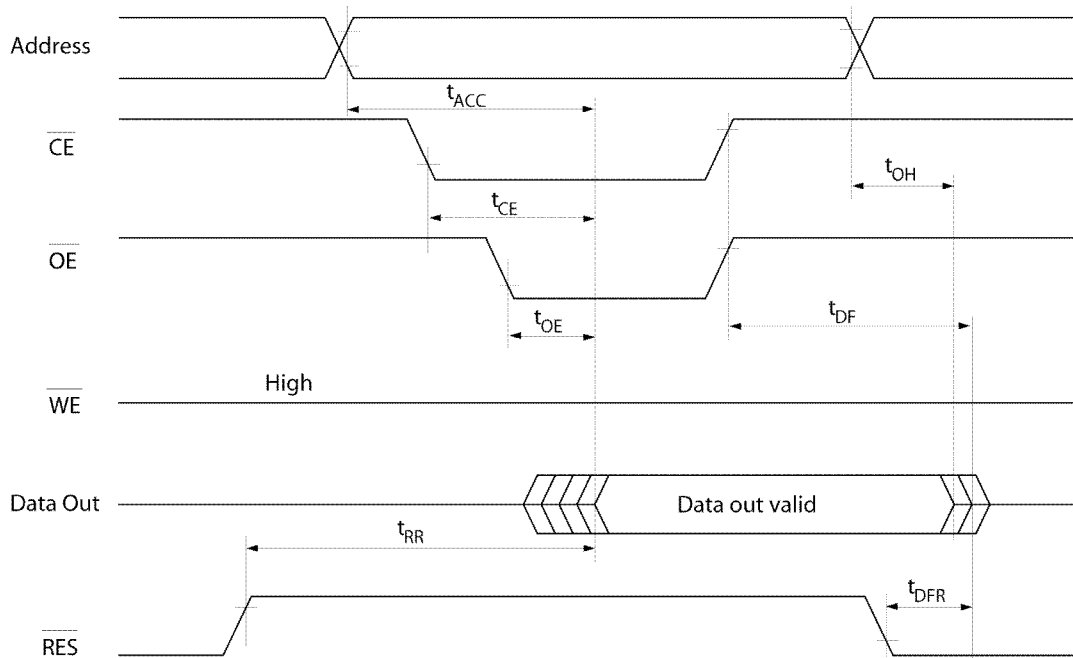 Address
tACC
CE
tOH
tCE
OE
tOE
tDF
High
WE
Data Out
Data out valid
tRR
tDFR
RES